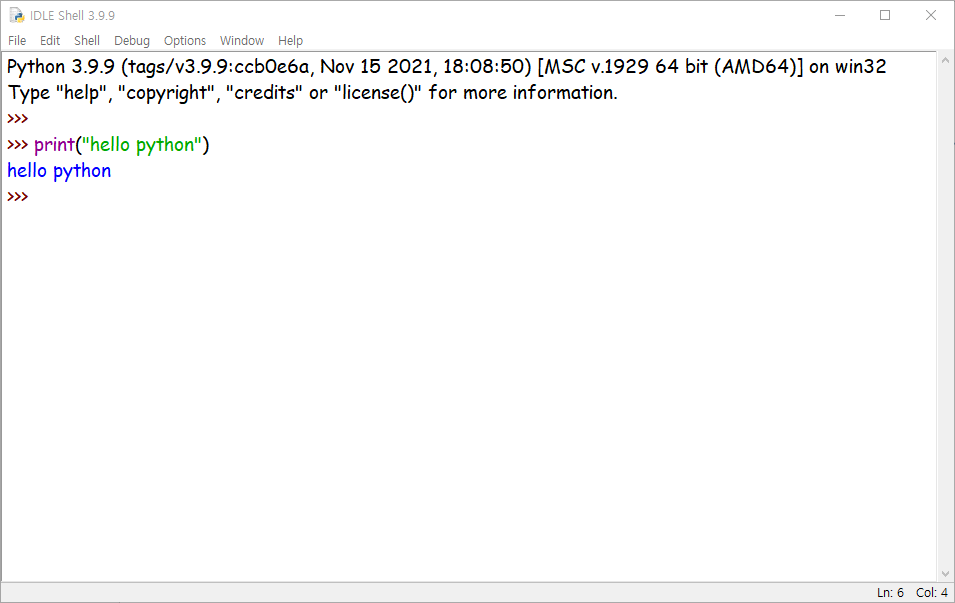 IDLE Shell 3.9.9
File Edit Shell Debug Options Window Help
Python 3.9.9 (tags/v3.9.9:ccb0e6a, Nov 15 2021, 18:08:50) [MSC v.1929 64 bit (AMD64)] on win32
Type "help", "copyright", "credits" or "license()" for more information.
>>>
>>> print("hello python")
hello python
>>>
Ln: 6 Col: 4